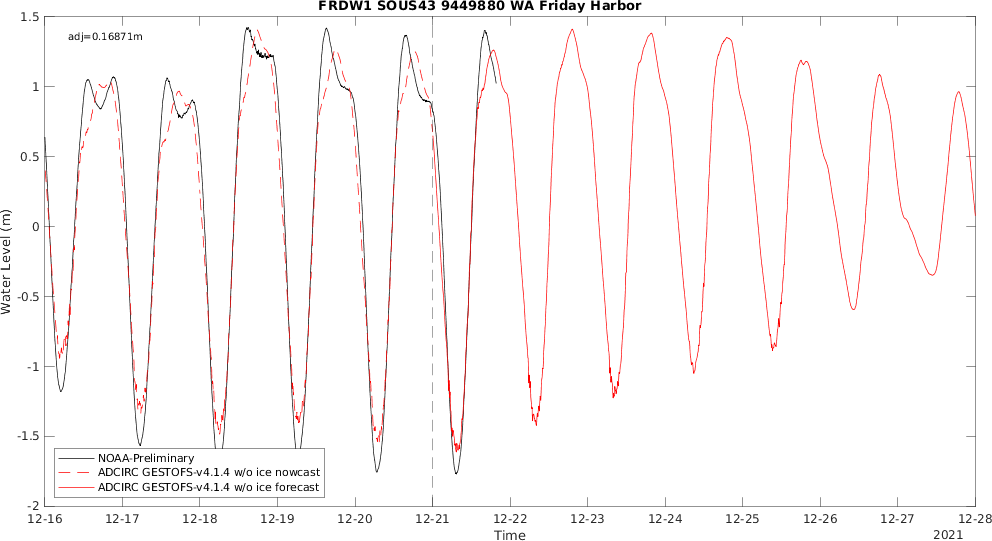 FRDW1 SOUS43 9449880 WA Friday Harbor
adj=0.16871m
1.5
1
0.5
0
-0.5
-1
-1.5
-2
Water Level (m)
NOAA-Preliminary
ADCIRC GESTOFS-v4.1.4 w/o ice nowcast
ADCIRC GESTOFS-v4.1.4 w/o ice forecast
12-16 12-17 12-18 12-19 12-20 12-21 12-22 12-23 12-24 12-25 12-26 12-27 12-28
Time
2021